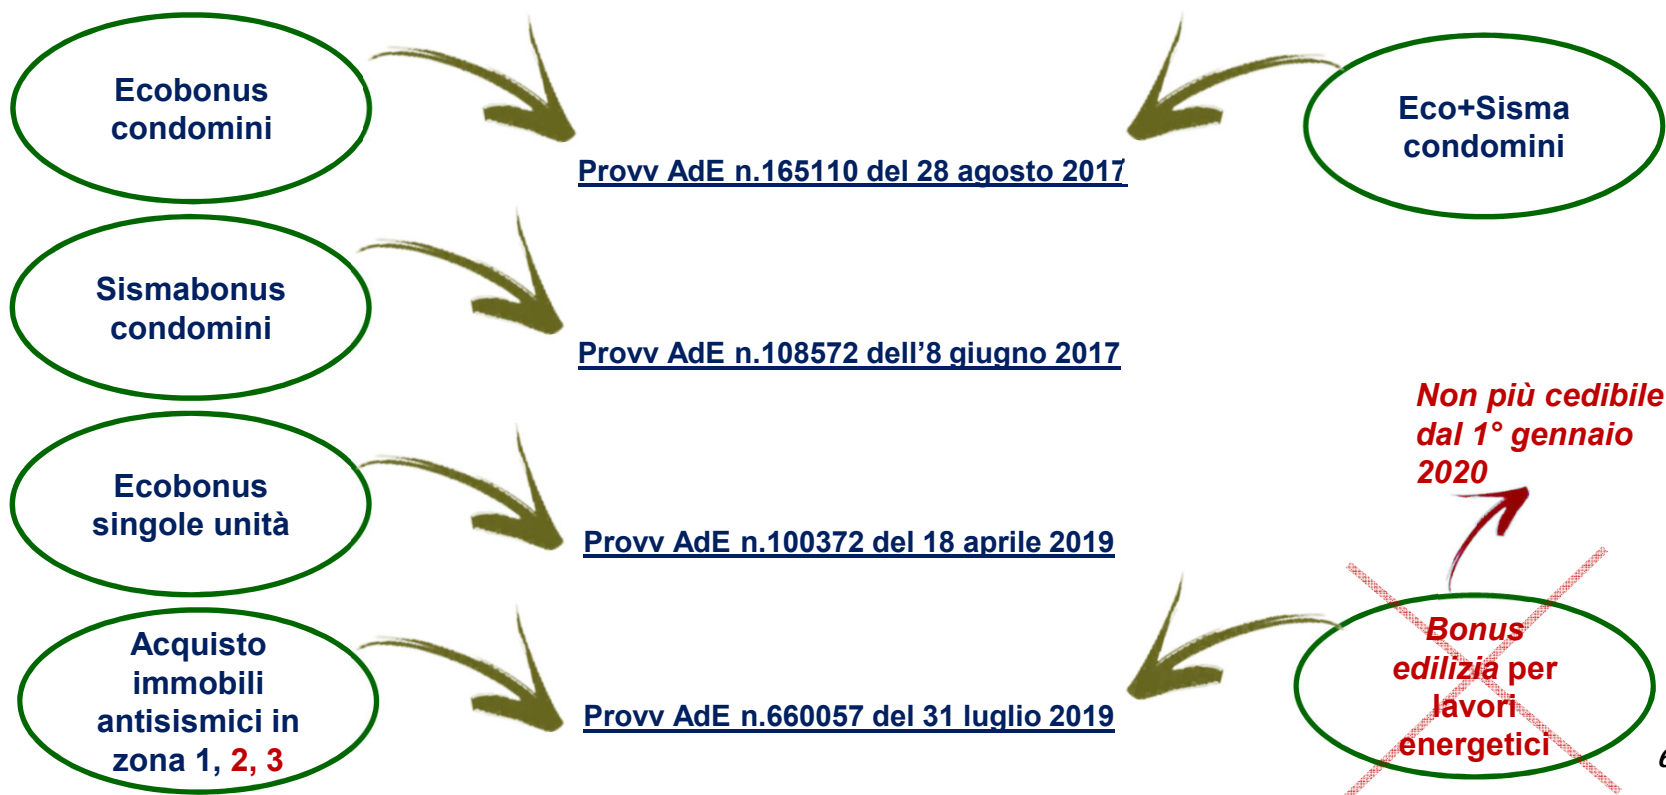 Ecobonus
condomini
Eco+Sisma
condomini
Provv AdE n.165110 del 28 agosto 2017
Sismabonus
condomini
Provv AdE n.108572 dell’8 giugno 2017
Non più cedibile
dal 1° gennaio
2020
Ecobonus
singole unità
Provv AdE n.100372 del 18 aprile 2019
Acquisto
immobili
antisismici in
zona 1, 2, 3
Provv AdE n.660057 del 31 luglio 2019
Bonus
edilizia per
lavori
energetici